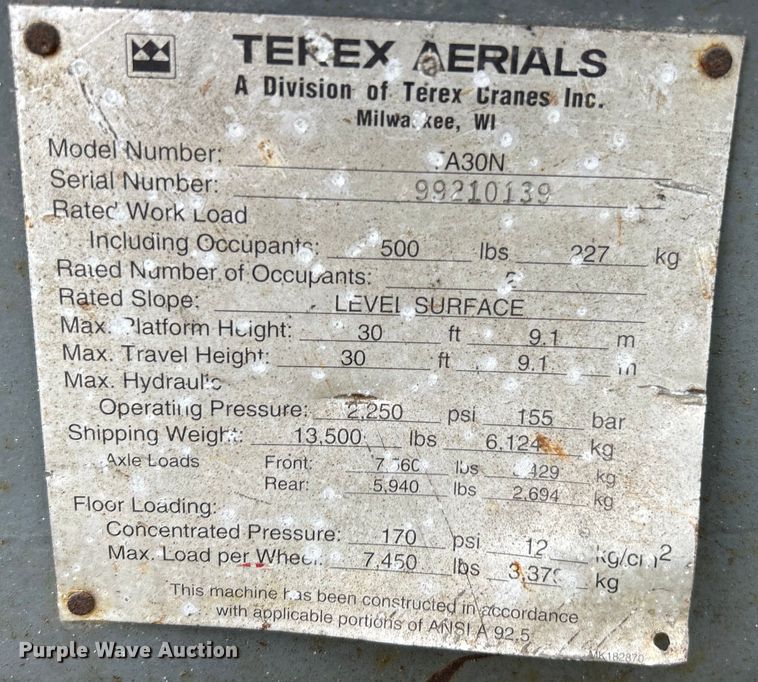 TEREX AERIALS
A Division of Terex Cranes Inc.
Milwaukee, WI
Model Number: TA30N
Serial Number: 99210139
Rated Work Load
Including Occupants: 500 lbs 227 kg
Rated Number of Occupants: 2
Rated Slope: LEVEL SURFACE
Max. Platform Height: 30 ft 9.1 m
Max. Travel Height: 30 ft 9.1 m
Max. Hydraulic
Operating Pressure: 2,250 psi 155 bar
Shipping Weight: 13,500 lbs 6,124 kg
Axle Loads Front: 7,560 lbs kg
Rear: 5,940 lbs 2,694 kg
Floor Loading:
Concentrated Pressure: 170 psi 12 kg/cm2
Max. Load per Wheel: 7,450 lbs kg
This machine has been constructed in accordance
with applicable portions of ANSI A 92.5
MK182870
Purple Wave Auction